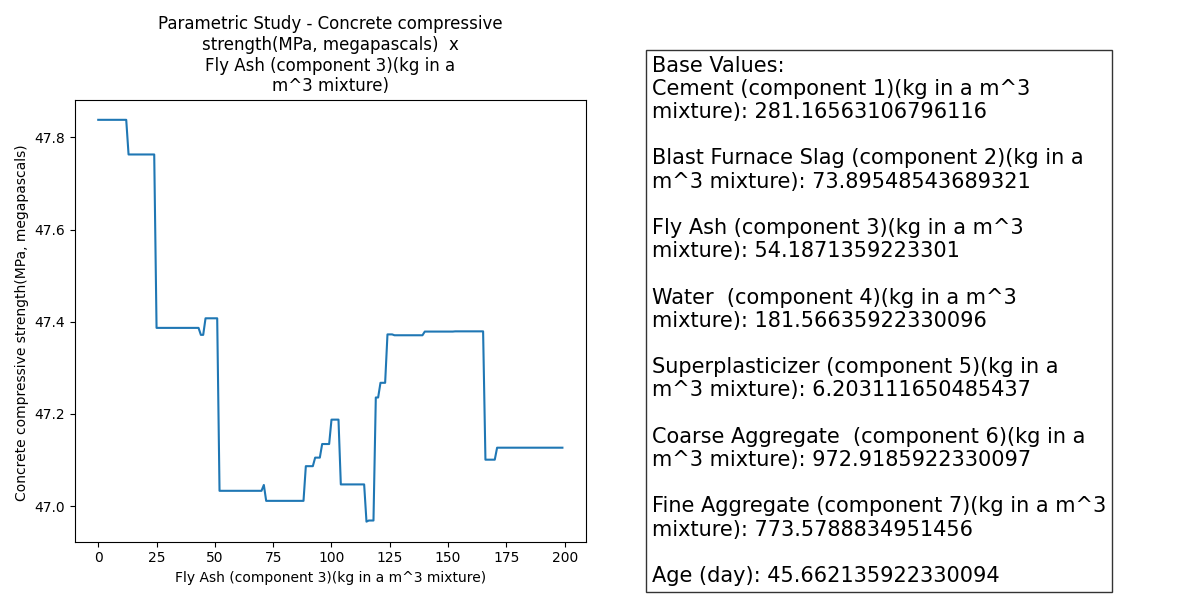 Parametric Study - Concrete compressive
strength(MPa, megapascals)  x
Fly Ash (component 3)(kg in a
m^3 mixture)
Concrete compressive strength(MPa, megapascals)
47.8
47.6
47.4
47.2
47.0
0 25 50 75 100 125 150 175 200
Fly Ash (component 3)(kg in a m^3 mixture)
Base Values:
Cement (component 1)(kg in a m^3
mixture): 281.16563106796116
Blast Furnace Slag (component 2)(kg in a
m^3 mixture): 73.89548543689321
Fly Ash (component 3)(kg in a m^3
mixture): 54.1871359223301
Water  (component 4)(kg in a m^3
mixture): 181.56635922330096
Superplasticizer (component 5)(kg in a
m^3 mixture): 6.203111650485437
Coarse Aggregate  (component 6)(kg in a
m^3 mixture): 972.9185922330097
Fine Aggregate (component 7)(kg in a m^3
mixture): 773.5788834951456
Age (day): 45.662135922330094